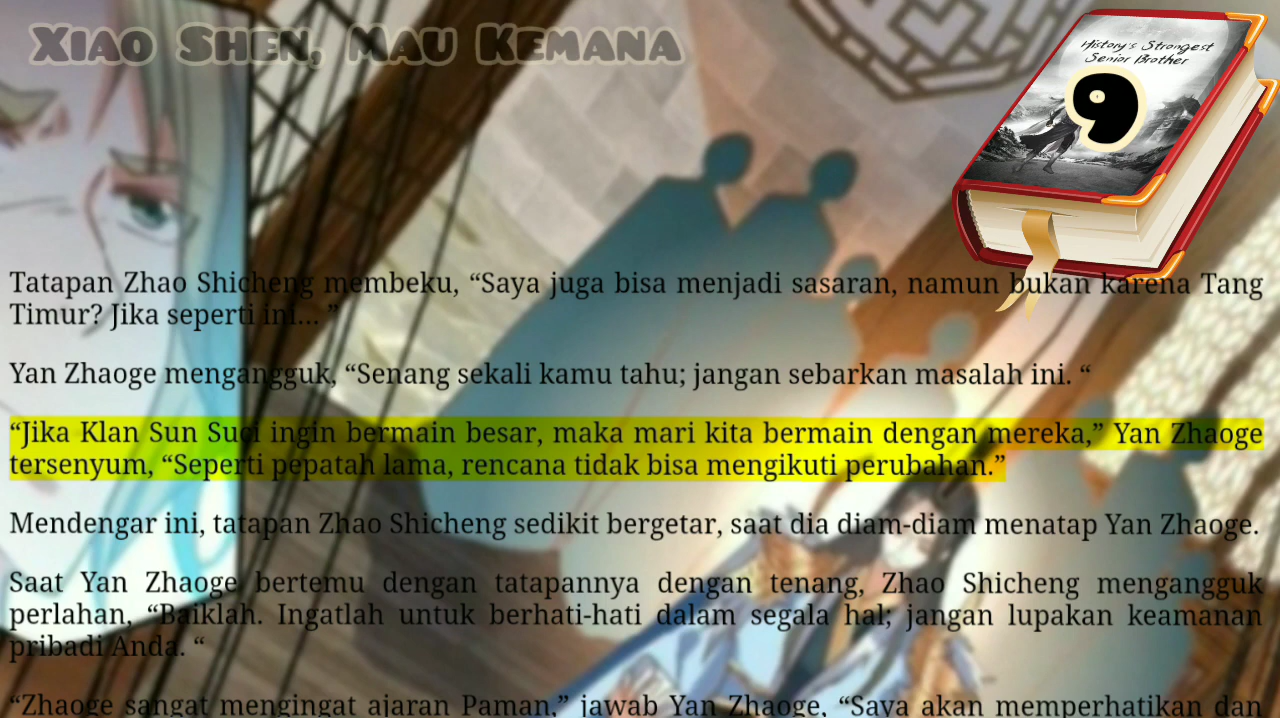 Xiao Shen, Mau Kemana
History's Strongest
Senior Brother
9
Tatapan Zhao Shicheng membeku, “Saya juga bisa menjadi sasaran, namun bukan karena Tang
Timur? Jika seperti ini... ”
Yan Zhaoge mengangguk, “Senang sekali kamu tahu; jangan sebarkan masalah ini. “
“Jika Klan Sun Suci ingin bermain besar, maka mari kita bermain dengan mereka,” Yan Zhaoge
tersenyum, “Seperti pepatah lama, rencana tidak bisa mengikuti perubahan.”
Mendengar ini, tatapan Zhao Shicheng sedikit bergetar, saat dia diam-diam menatap Yan Zhaoge.
Saat Yan Zhaoge bertemu dengan tatapannya dengan tenang, Zhao Shicheng mengangguk
perlahan, “Baiklah. Ingatlah untuk berhati-hati dalam segala hal; jangan lupakan keamanan
pribadi Anda. “
“Zhaoge sangat mengingat ajaran Paman,” jawab Yan Zhaoge, “Saya akan memperhatikan dan